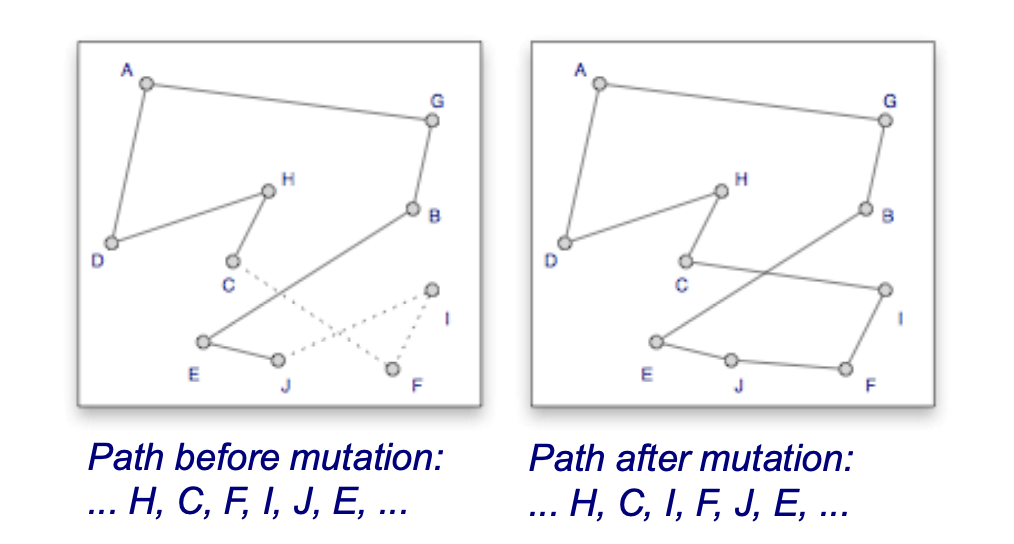 A
G
H
B
D
C
I
E
J
F
A
G
H
B
D
C
I
E
J
F
Path before mutation:
... H, C, F, I, J, E, ...
Path after mutation:
... H, C, I, F, J, E, ...